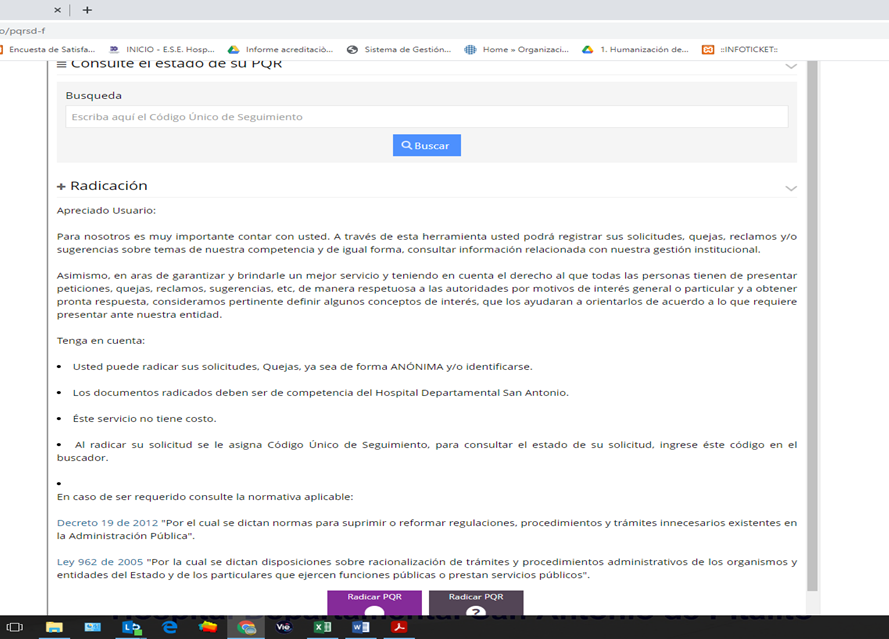 o/pqrsd-f
Encuesta de Satisfa...
INICIO - E.S.E. Hosp...
Informe acreditació...
Sistema de Gestión...
Home » Organizaci...
1. Humanización de...
::INFOTICKET::
Consulte el estado de su PQR
Busqueda
Escriba aquí el Código Único de Seguimiento
Buscar
Radicación
Apreciado Usuario:
Para nosotros es muy importante contar con usted. A través de esta herramienta usted podrá registrar sus solicitudes, quejas, reclamos y/o
sugerencias sobre temas de nuestra competencia y de igual forma, consultar información relacionada con nuestra gestión institucional.
Asimismo, en aras de garantizar y brindarle un mejor servicio y teniendo en cuenta el derecho al que todas las personas tienen de presentar
peticiones, quejas, reclamos, sugerencias, etc, de manera respetuosa a las autoridades por motivos de interés general o particular y a obtener
pronta respuesta, consideramos pertinente definir algunos conceptos de interés, que los ayudaran a orientarlos de acuerdo a lo que requiere
presentar ante nuestra entidad.
Tenga en cuenta:
• Usted puede radicar sus solicitudes, Quejas, ya sea de forma ANÓNIMA y/o identificarse.
• Los documentos radicados deben ser de competencia del Hospital Departamental San Antonio.
• Éste servicio no tiene costo.
• Al radicar su solicitud se le asigna Código Único de Seguimiento, para consultar el estado de su solicitud, ingrese éste código en el
buscador.
•
En caso de ser requerido consulte la normativa aplicable:
Decreto 19 de 2012 "Por el cual se dictan normas para suprimir o reformar regulaciones, procedimientos y trámites innecesarios existentes en
la Administración Pública".
Ley 962 de 2005 "Por la cual se dictan disposiciones sobre racionalización de trámites y procedimientos administrativos de los organismos y
entidades del Estado y de los particulares que ejercen funciones públicas o prestan servicios públicos".
Radicar PQR
Radicar PQR